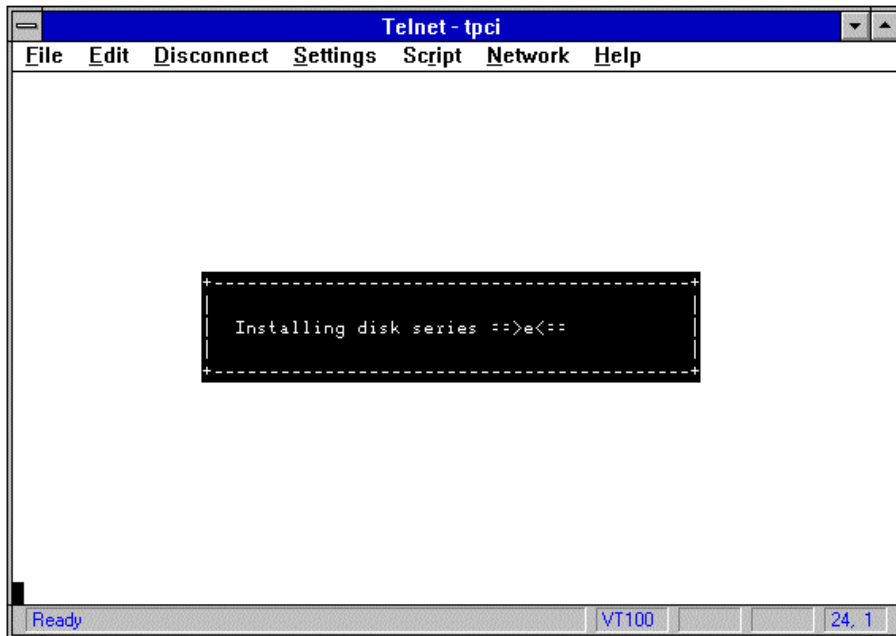 Telnet - tpci
File Edit Disconnect Settings Script Network Help
+--------------------------------------------+
Installing disk series ==>e<==
+--------------------------------------------+
Ready VT100 24, 1